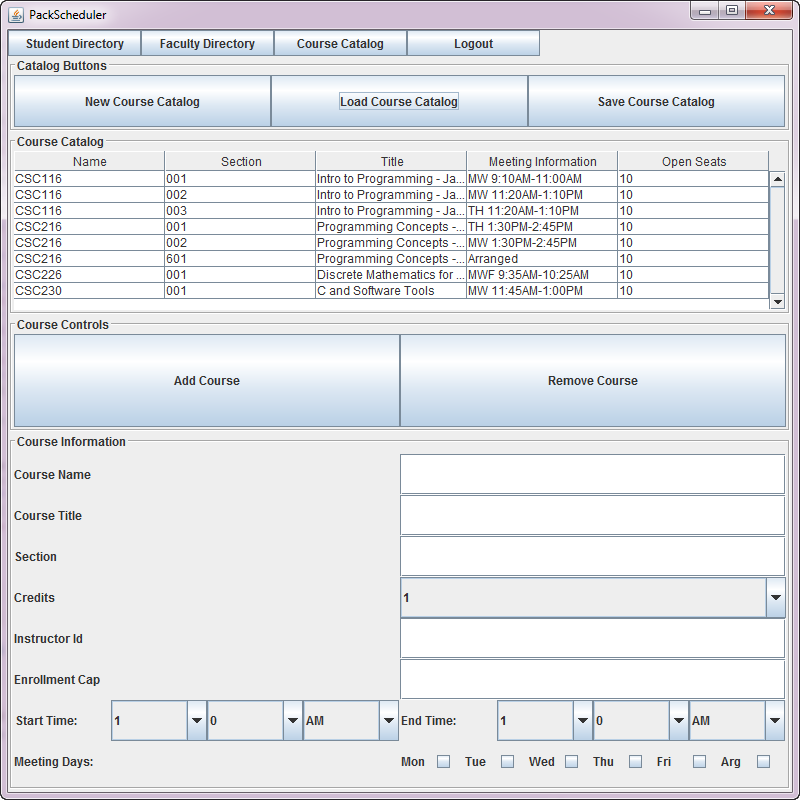 PackScheduler
Student Directory Faculty Directory Course Catalog Logout
Catalog Buttons
New Course Catalog Load Course Catalog Save Course Catalog
Course Catalog
Name Section Title Meeting Information Open Seats
CSC116 001 Intro to Programming - Ja... MW 9:10AM-11:00AM 10
CSC116 002 Intro to Programming - Ja... MW 11:20AM-1:10PM 10
CSC116 003 Intro to Programming - Ja... TH 11:20AM-1:10PM 10
CSC216 001 Programming Concepts -... TH 1:30PM-2:45PM 10
CSC216 002 Programming Concepts -... MW 1:30PM-2:45PM 10
CSC216 601 Programming Concepts -... Arranged 10
CSC226 001 Discrete Mathematics for ... MWF 9:35AM-10:25AM 10
CSC230 001 C and Software Tools MW 11:45AM-1:00PM 10
Course Controls
Add Course Remove Course
Course Information
Course Name
Course Title
Section
Credits 1
Instructor Id
Enrollment Cap
Start Time: 1 0 AM End Time: 1 0 AM
Meeting Days: Mon Tue Wed Thu Fri Arg